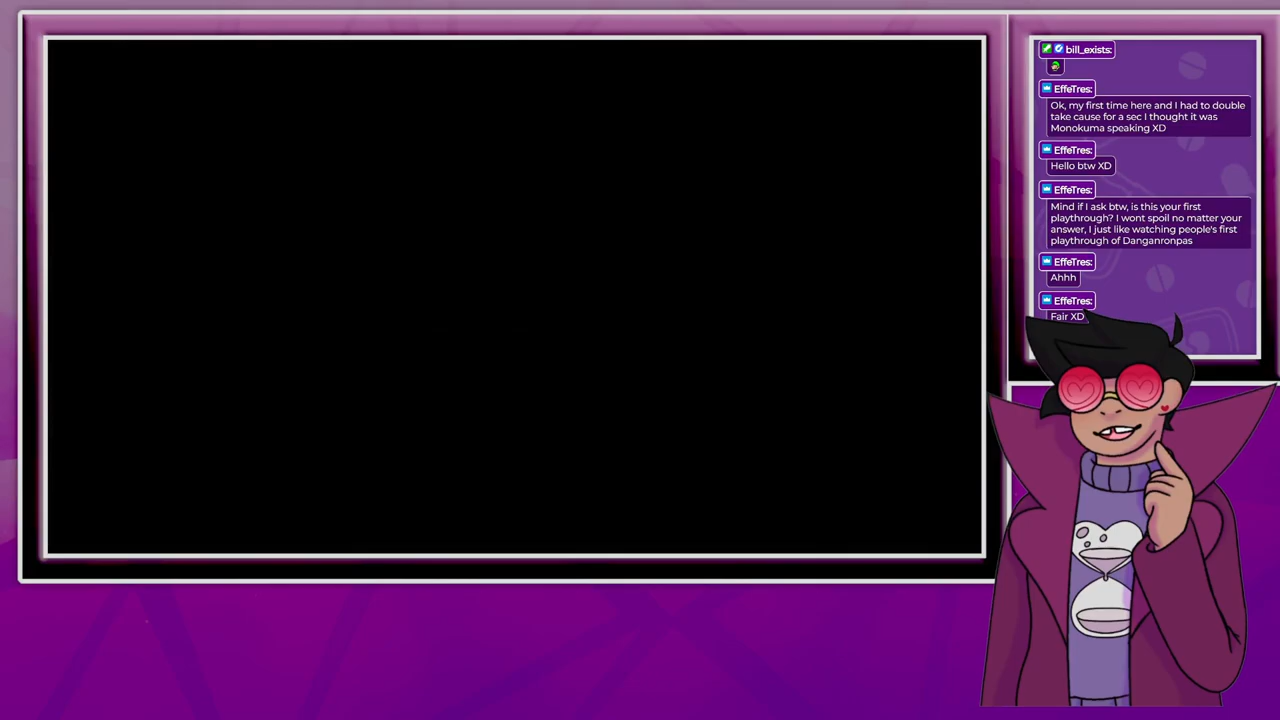 bill_exists:
EffeTres:
Ok, my first time here and I had to double
take cause for a sec I thought it was
Monokuma speaking XD
EffeTres:
Hello btw XD
EffeTres:
Mind if I ask btw, is this your first
playthrough? I wont spoil no matter your
answer, I just like watching people's first
playthrough of Danganronpas
EffeTres:
Ahhh
EffeTres:
Fair XD